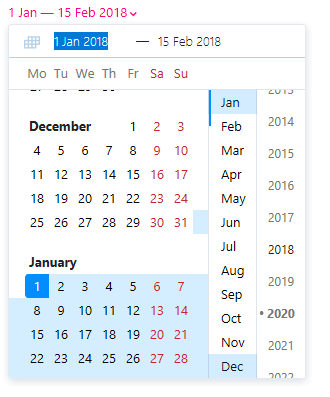 1 Jan — 15 Feb 2018
1 Jan 2018 — 15 Feb 2018
Mo Tu We Th Fr Sa Su
December 1 2 3
4 5 6 7 8 9 10
11 12 13 14 15 16 17
18 19 20 21 22 23 24
25 26 27 28 29 30 31
January
1 2 3 4 5 6 7
8 9 10 11 12 13 14
15 16 17 18 19 20 21
22 23 24 25 26 27 28
Jan
Feb
Mar
Apr
May
Jun
Jul
Aug
Sep
Oct
Nov
Dec
2013
2014
2015
2016
2017
2018
2019
• 2020
2021
2022